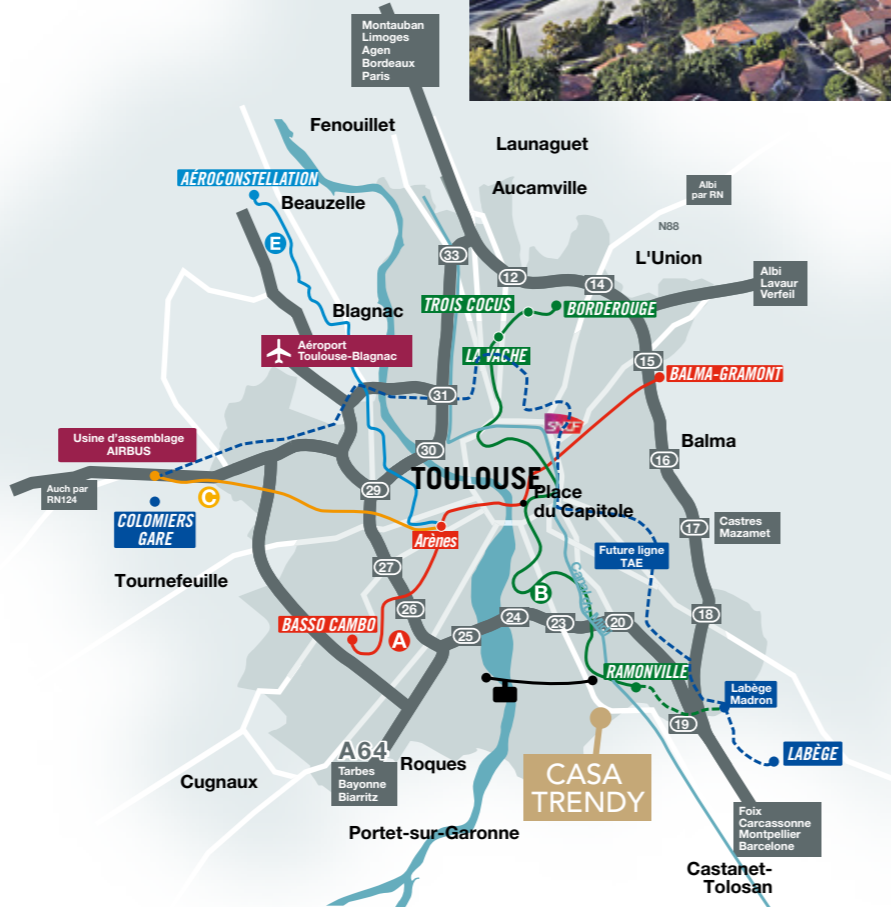 Montauban
Limoges
Agen
Bordeaux
Paris
Fenouillet
Launaguet
Aucamville
AÉROCONSTELLATION
Beauzelle
Albi
par RN
N88
E
33
L'Union
12
14
Albi
Lavaur
Verfeil
TROIS COCUS
BORDEROUGE
Blagnac
Aéroport
Toulouse-Blagnac
LA VACHE
15
BALMA-GRAMONT
31
SNCF
Usine d'assemblage
AIRBUS
30
Balma
16
TOULOUSE
Auch par
RN124
C
29
Place
du Capitole
COLOMIERS
GARE
Arènes
17
Castres
Mazamet
Future ligne
TAE
27
Tournefeuille
B
26
24
23
20
18
BASSO CAMBO
A
25
RAMONVILLE
Labège
Madron
19
A64
Roques
LABÈGE
Tarbes
Bayonne
Biarritz
Cugnaux
CASA
TRENDY
Portet-sur-Garonne
Foix
Carcassonne
Montpellier
Barcelone
Castanet-
Tolosan